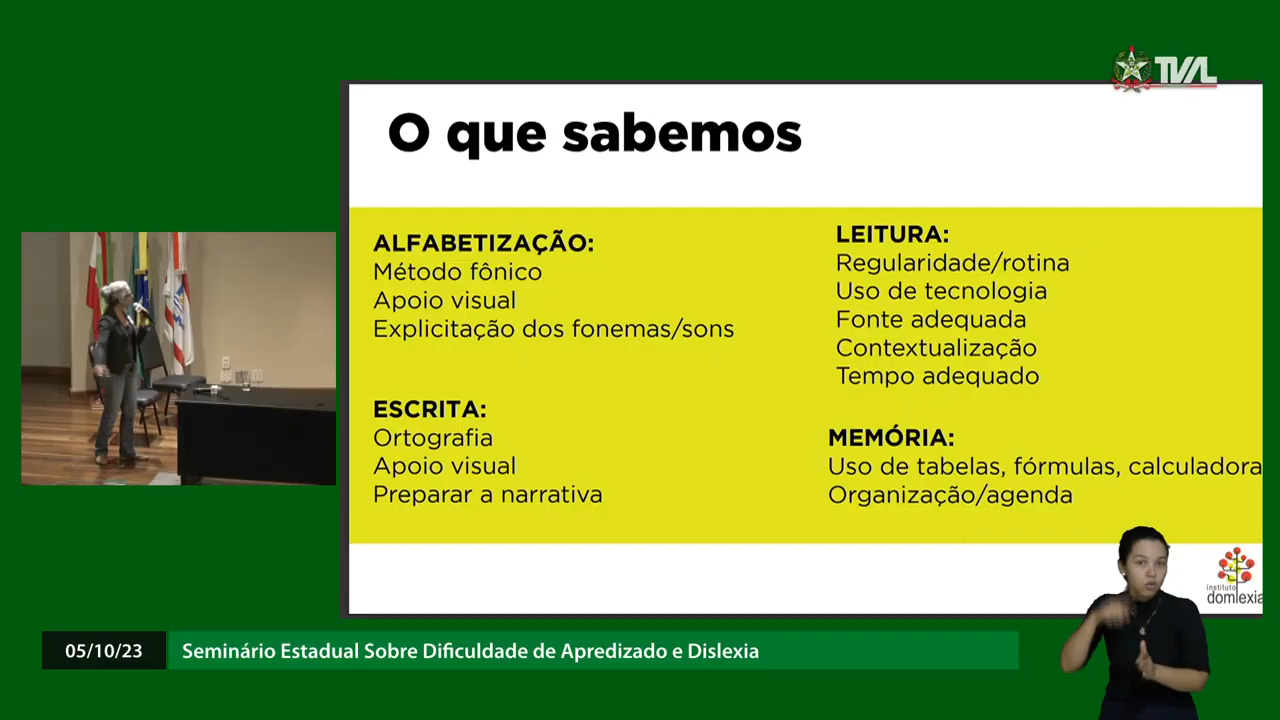 TVAL
O que sabemos
ALFABETIZAÇÃO:
Método fônico
Apoio visual
Explicitação dos fonemas/sons
ESCRITA:
Ortografia
Apoio visual
Preparar a narrativa
LEITURA:
Regularidade/rotina
Uso de tecnologia
Fonte adequada
Contextualização
Tempo adequado
MEMÓRIA:
Uso de tabelas, fórmulas, calculadora
Organização/agenda
instituto
domlexia
05/10/23
Seminário Estadual Sobre Dificuldade de Apredizado e Dislexia